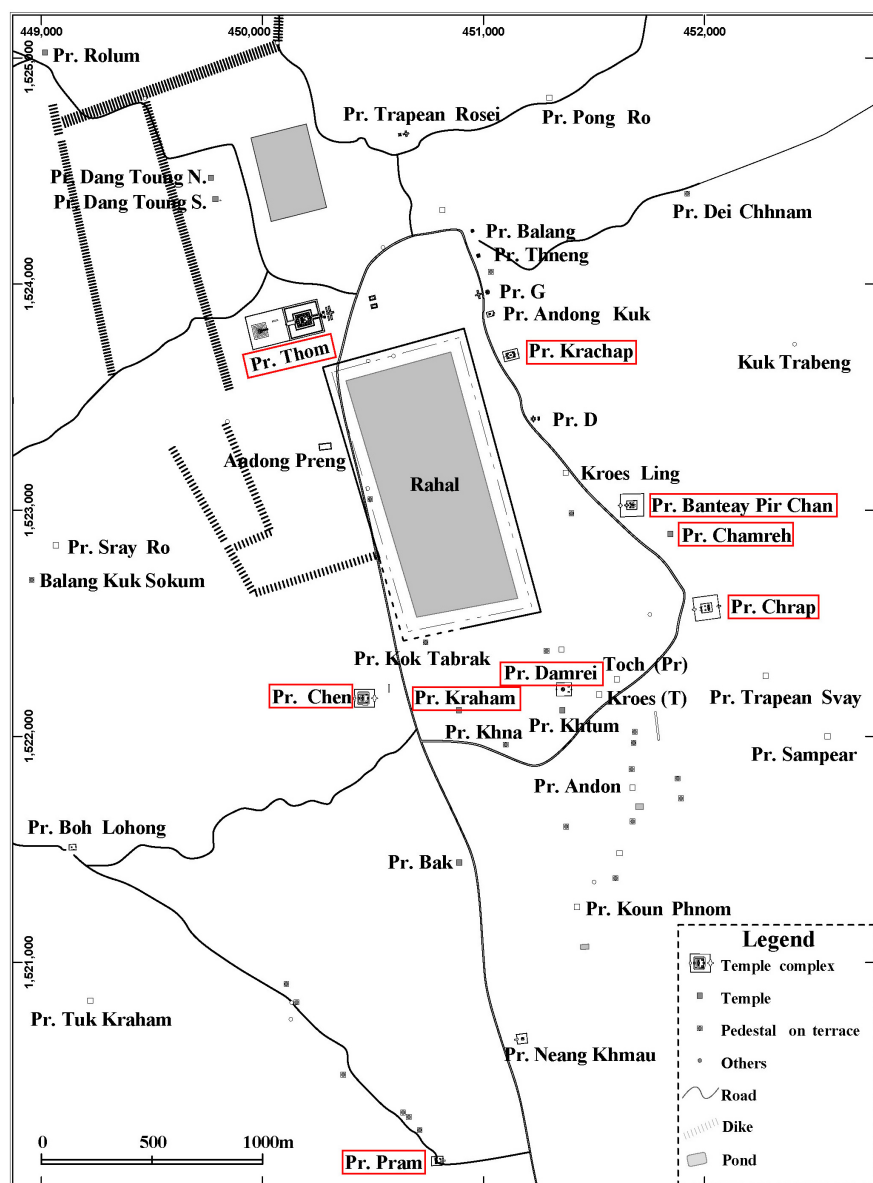 449,000
450,000
451,000
452,000
1,525,000
Pr. Rolum
Pr. Trapean Rosei
Pr. Pong Ro
Pr. Dang Toung N.
Pr. Dang Toung S.
Pr. Dei Chhnam
Pr. Balang
Pr. Thneng
1,524,000
Pr. G
Pr. Andong Kuk
Pr. Thom
Pr. Krachap
Kuk Trabeng
Pr. D
Andong Preng
Kroes Ling
Rahal
Pr. Banteay Pir Chan
1,523,000
Pr. Chamreh
Pr. Sray Ro
Balang Kuk Sokum
Pr. Chrap
Pr. Kok Tabrak
Toch (Pr)
Pr. Damrei
Pr. Chen
Pr. Kraham
Kroes (T)
Pr. Trapean Svay
Pr. Khna
Pr. Khtum
1,522,000
Pr. Sampear
Pr. Andon
Pr. Boh Lohong
Pr. Bak
Pr. Koun Phnom
1,521,000
Pr. Tuk Kraham
Pr. Neang Khmau
Legend
Temple complex
Temple
Pedestal on terrace
Others
Road
Dike
Pond
0 500 1000m
Pr. Pram